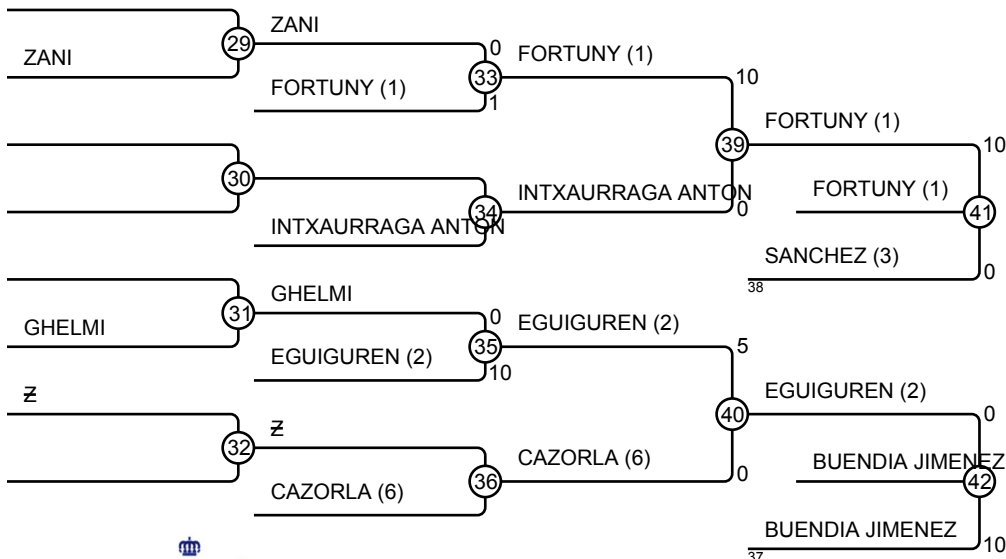 ZANI
29
ZANI
0
FORTUNY (1)
33
1
FORTUNY (1)
10
30
INTXAURRAGA ANTON
34
INTXAURRAGA ANTON
39
0
FORTUNY (1)
10
FORTUNY (1)
41
SANCHEZ (3)
38
0
GHELMI
31
GHELMI
0
EGUIGUREN (2)
35
10
EGUIGUREN (2)
5
Ƶ
32
Ƶ
CAZORLA (6)
36
CAZORLA (6)
40
0
EGUIGUREN (2)
0
BUENDIA JIMENEZ
42
BUENDIA JIMENEZ
37
10